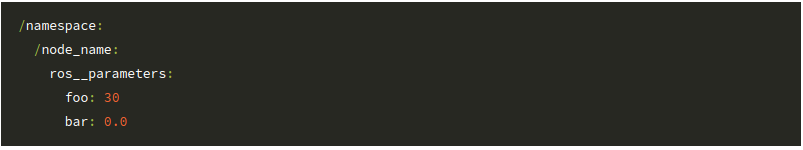 /namespace:
  /node_name:
    ros__parameters:
      foo: 30
      bar: 0.0